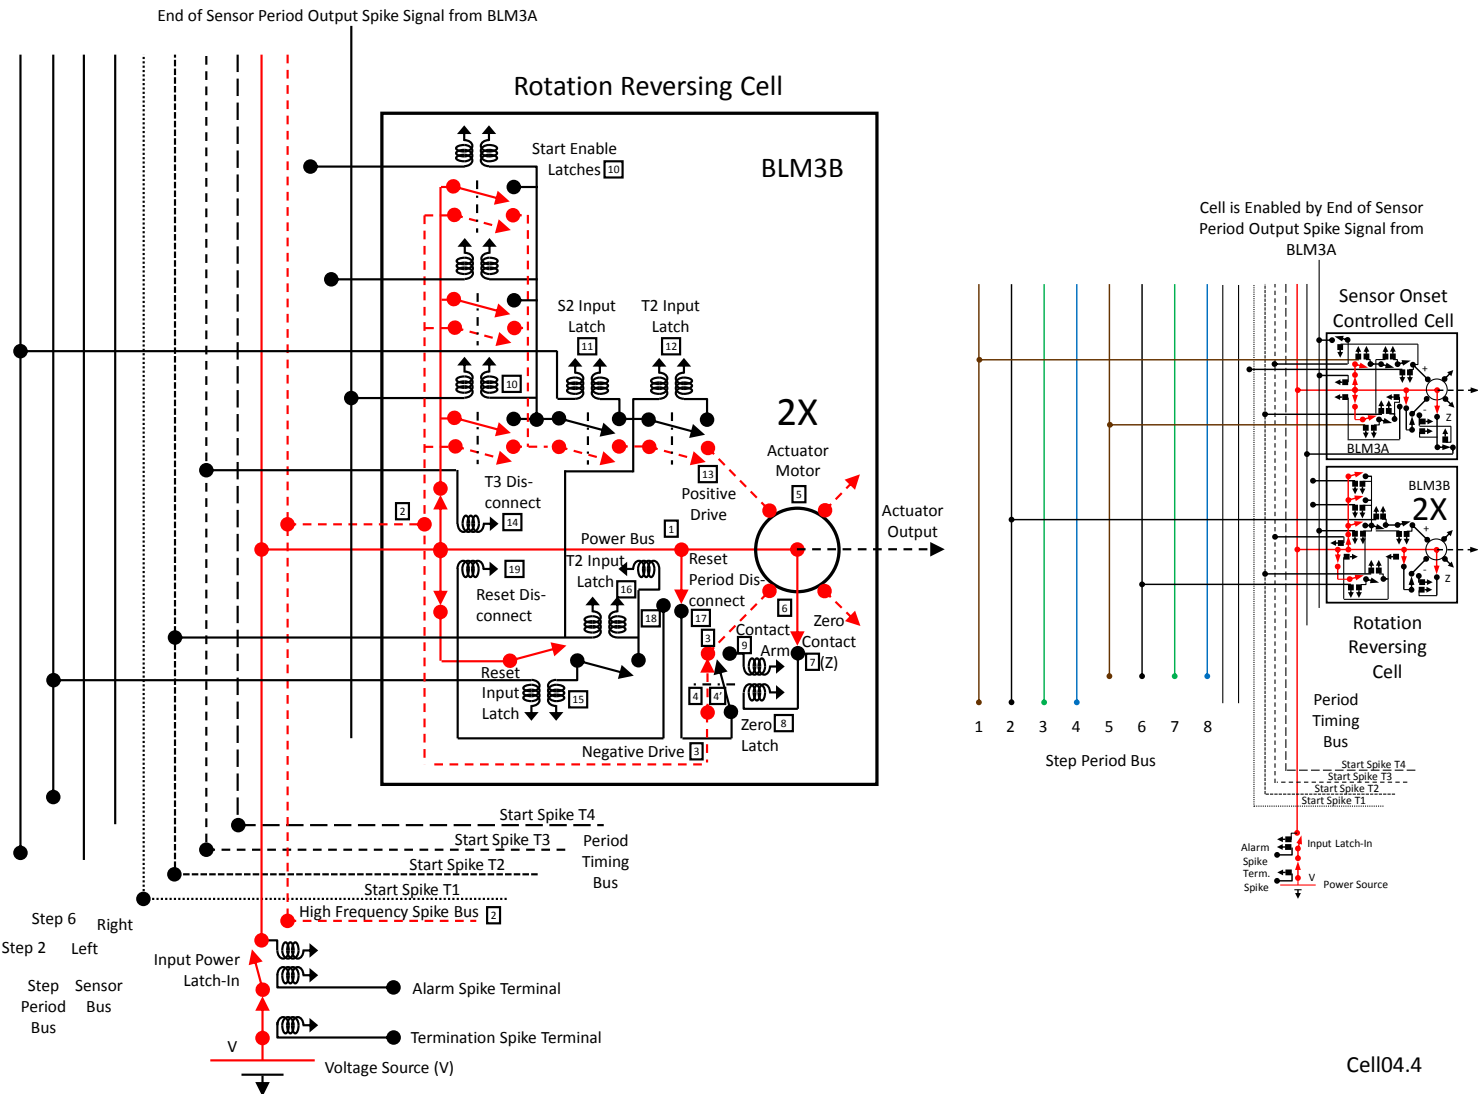 End of Sensor Period Output Spike Signal from BLM3A
Rotation Reversing Cell
BLM3B
Start Enable
Latches 10
S2 Input
Latch
11
T2 Input
Latch
12
10
2X
Actuator
Motor
5
13
Positive
Drive
T3 Dis-
connect
14
2
1
Power Bus
Actuator
Output
19
Reset Dis-
connect
T2 Input
Latch 16
Reset
Period Dis-
connect
18
17
6
3
Contact
Arm
9
Zero
Contact
7 (Z)
Reset
Input
Latch
15
4
4'
Zero 8
Latch
Negative Drive 3
Start Spike T4
Start Spike T3
Start Spike T2
Start Spike T1
Period
Timing
Bus
High Frequency Spike Bus 2
Step 6
Right
Step 2
Left
Step
Period
Bus
Sensor
Bus
Input Power
Latch-In
Alarm Spike Terminal
Termination Spike Terminal
V
Voltage Source (V)
Cell is Enabled by End of Sensor
Period Output Spike Signal from
BLM3A
Sensor Onset
Controlled Cell
+
-
Z
BLM3A
BLM3B
2X
+
-
Z
Rotation
Reversing
Cell
1 2 3 4 5 6 7 8
Step Period Bus
Period
Timing
Bus
Start Spike T4
Start Spike T3
Start Spike T2
Start Spike T1
Alarm
Spike
Input Latch-In
Term.
Spike
V
Power Source
Cell04.4